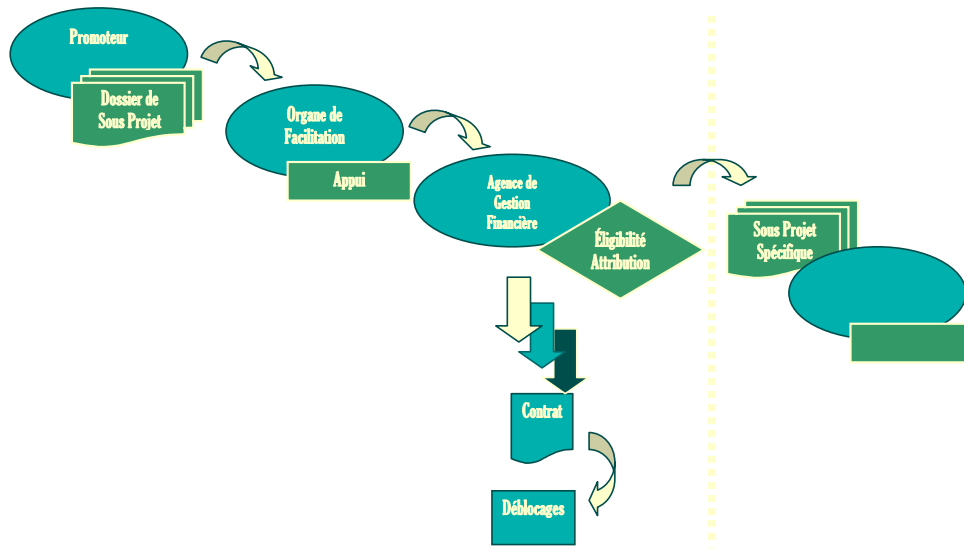 Promoteur
Dossier de
Sous Projet
Organe de
Facilitation
Appui
Agence de
Gestion
Financière
Éligibilité
Attribution
Sous Projet
Spécifique
Contrat
Déblocages